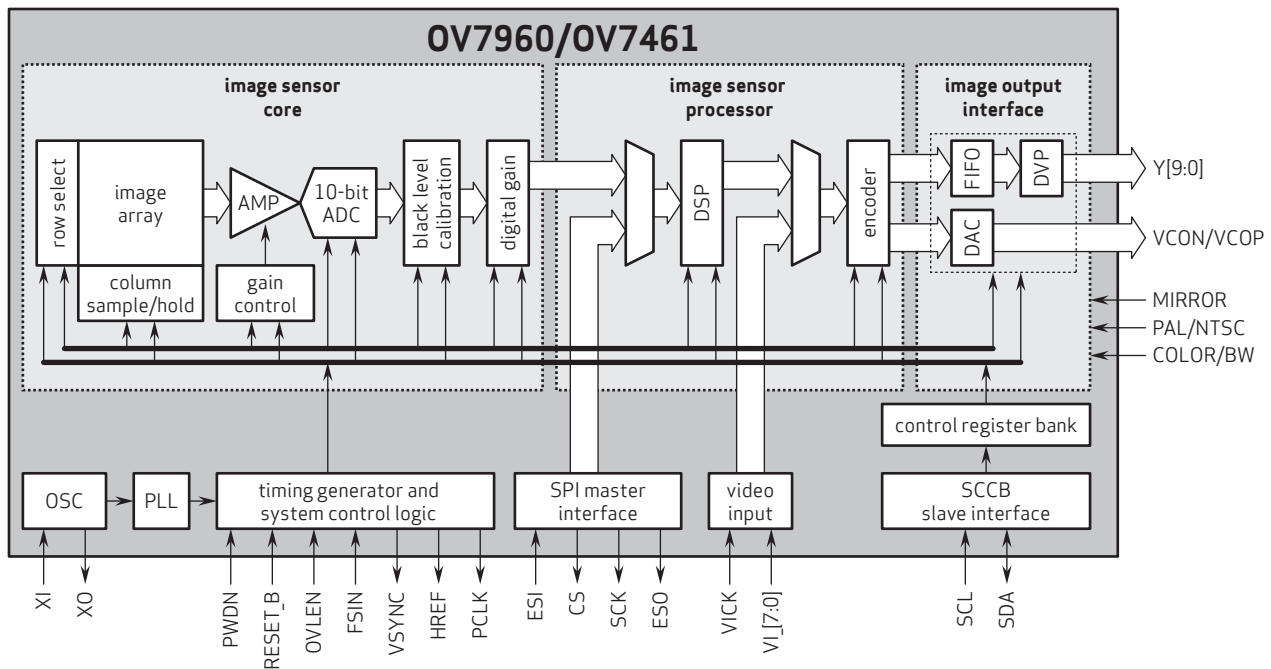 OV7960/OV7461
image sensor
core
image sensor
processor
image output
interface
row select
image
array
AMP
10-bit
ADC
black level
calibration
digital gain
DSP
encoder
FIFO
DVP
Y[9:0]
DAC
VCON/VCOP
column
sample/hold
gain
control
MIRROR
PAL/NTSC
COLOR/BW
control register bank
OSC
PLL
timing generator and
system control logic
SPI master
interface
video
input
SCCB
slave interface
XI
XO
PWDN
RESET_B
OVLEN
FSIN
VSYNC
HREF
PCLK
ESI
CS
SCK
ESO
VICK
VI_[7:0]
SCL
SDA